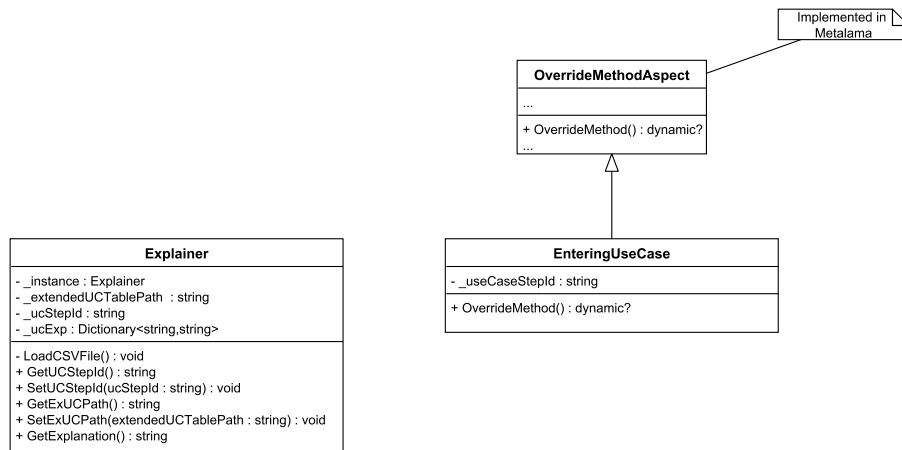 Implemented in
Metalama
OverrideMethodAspect
...
+ OverrideMethod() : dynamic?
...
Explainer
- _instance : Explainer
- _extendedUCTablePath : string
- _ucStepId : string
- _ucExp : Dictionary<string,string>
- LoadCSVFile() : void
+ GetUCStepId() : string
+ SetUCStepId(ucStepId : string) : void
+ GetExUCPath() : string
+ SetExUCPath(extendedUCTablePath : string) : void
+ GetExplanation() : string
EnteringUseCase
- _useCaseStepId : string
+ OverrideMethod() : dynamic?